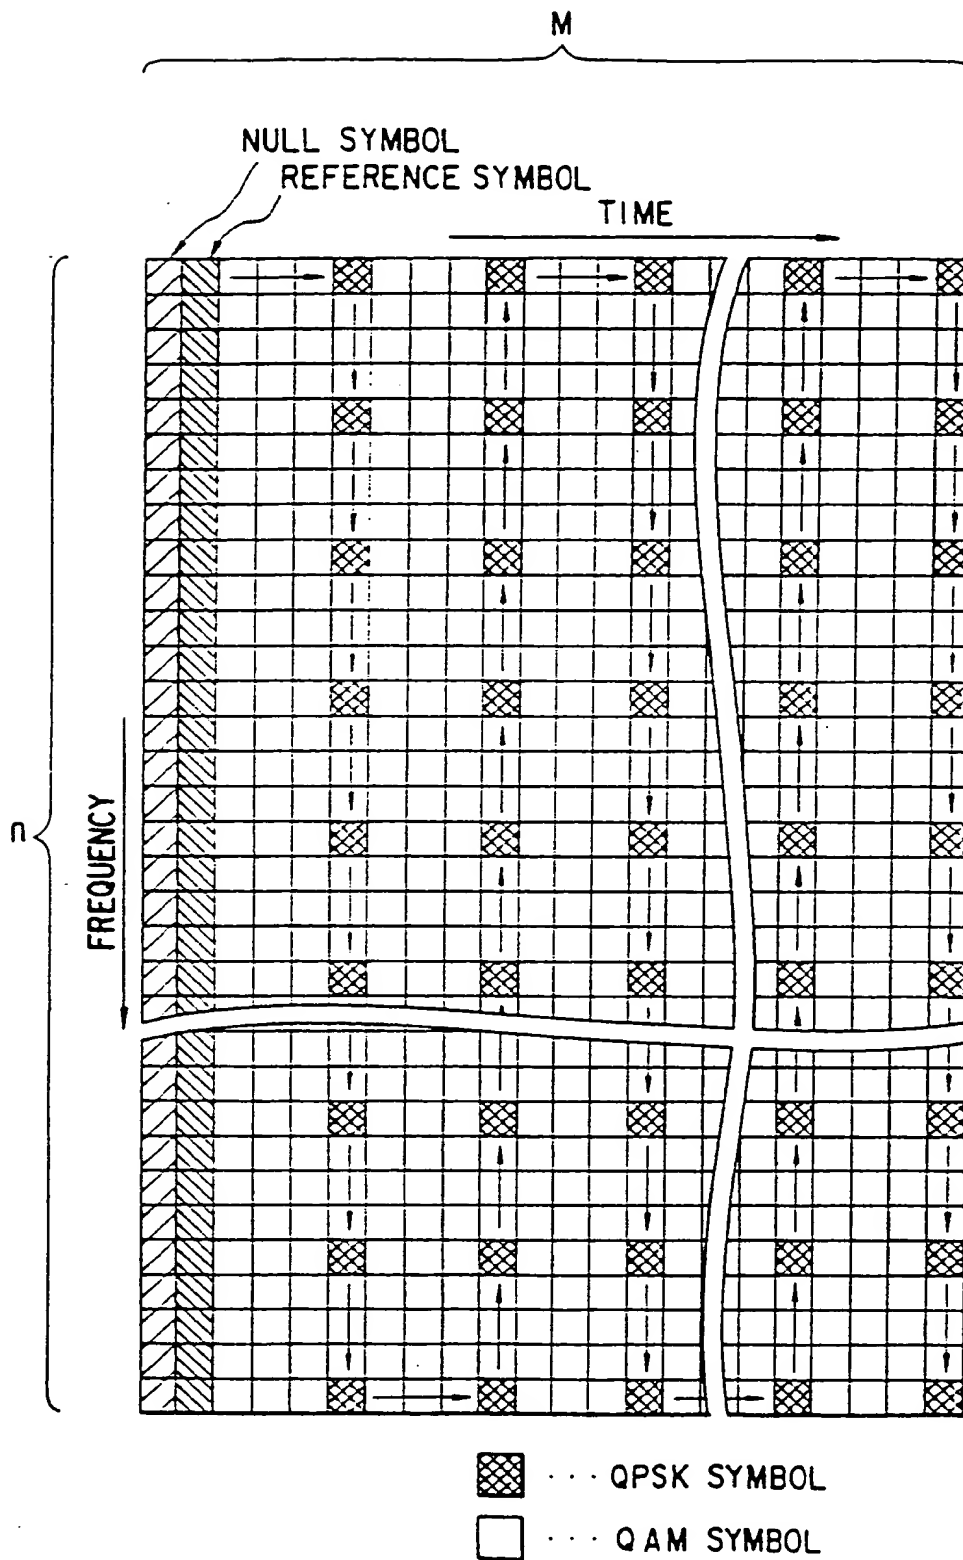 M
NULL SYMBOL
REFERENCE SYMBOL
TIME
n
FREQUENCY
... QPSK SYMBOL
... QAM SYMBOL